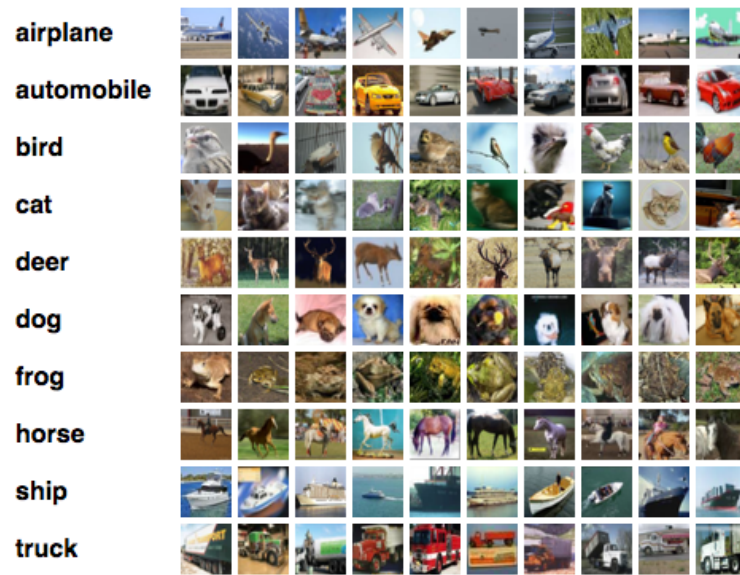 airplane
automobile
bird
cat
deer
dog
frog
horse
ship
truck